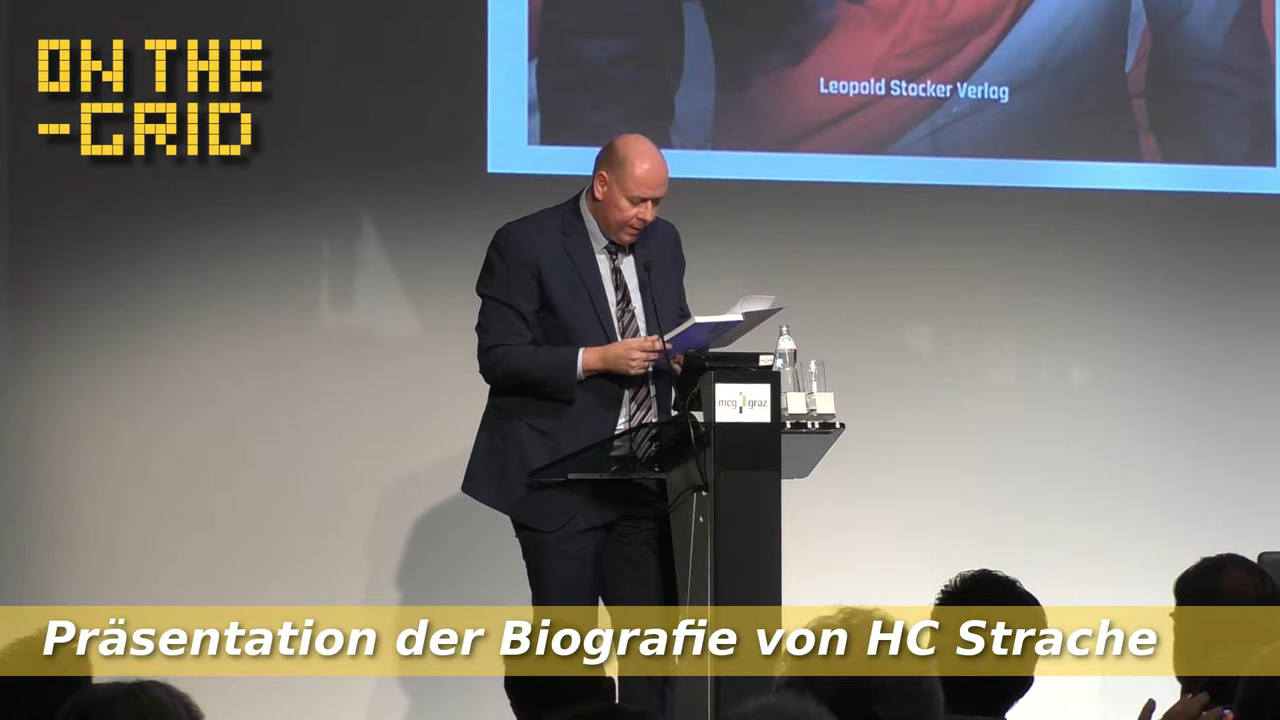 ON THE
-GRID
Leopold Stocker Verlag
mcg graz
Präsentation der Biografie von HC Strache